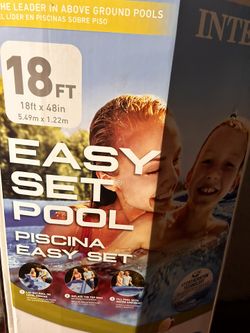 THE LEADER IN ABOVE GROUND POOLS
EL LÍDER EN PISCINAS SOBRE PISO
INTE
18FT
18ft x 48in
5.49m x 1.22m
EASY
SET
POOL
PISCINA
EASY SET